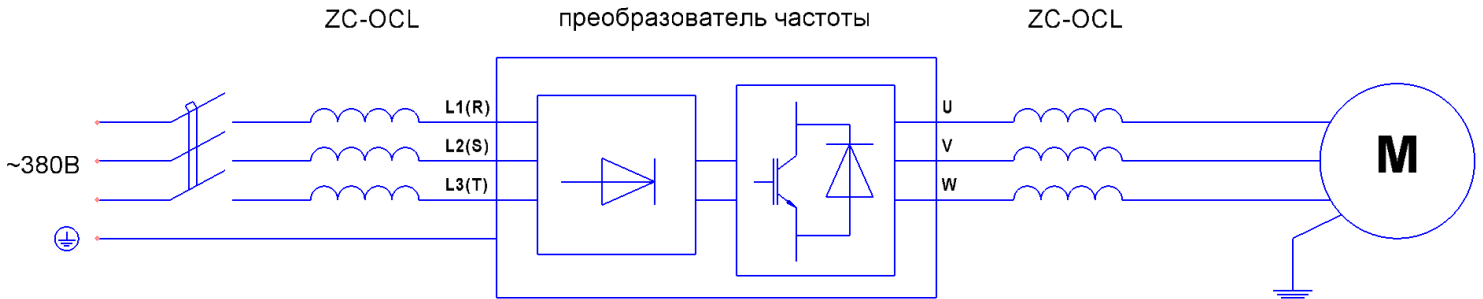 ZC-OCL преобразователь частоты ZC-OCL
L1(R) U
L2(S) V
~380В M
L3(T) W